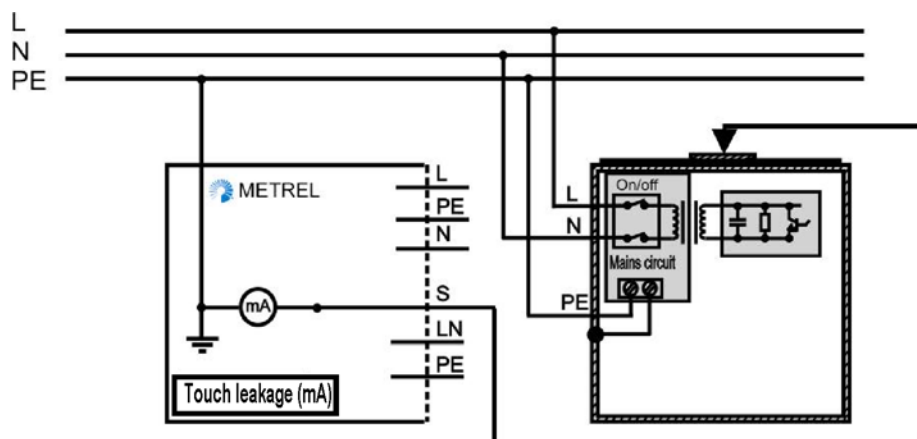 L
N
PE
METREL
L
PE
N
S
LN
PE
mA
Touch leakage (mA)
On/off
L
N
Mains circuit
PE